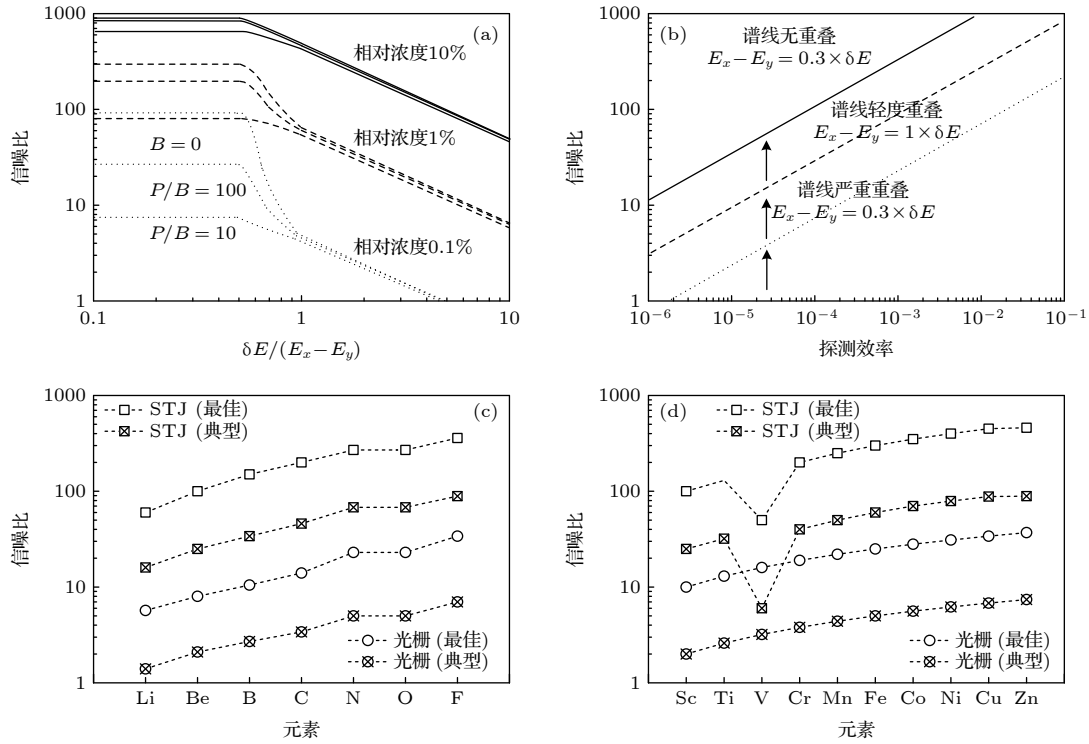 1000
100
10
1
信噪比
(a)
相对浓度10%
相对浓度1%
B = 0
P/B = 100
P/B = 10
相对浓度0.1%
0.1
1
10
δE/(Eₓ−Eᵧ)
1000
100
10
1
信噪比
(b)
谱线无重叠
Eₓ−Eᵧ = 0.3×δE
谱线轻度重叠
Eₓ−Eᵧ = 1×δE
谱线严重重叠
Eₓ−Eᵧ = 0.3×δE
10⁻⁶
10⁻⁵
10⁻⁴
10⁻³
10⁻²
10⁻¹
探测效率
1000
100
10
1
信噪比
STJ (最佳)
STJ (典型)
(c)
光栅 (最佳)
光栅 (典型)
Li Be B C N O F
元素
1000
100
10
1
信噪比
STJ (最佳)
STJ (典型)
(d)
光栅 (最佳)
光栅 (典型)
Sc Ti V Cr Mn Fe Co Ni Cu Zn
元素